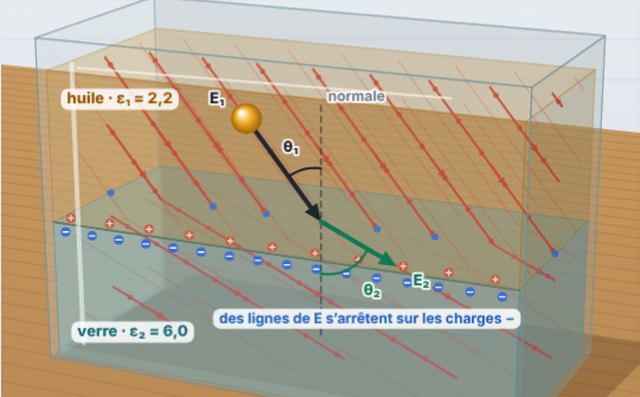 huile · ε₁ = 2,2
E₁
normale
θ₁
E₂
θ₂
des lignes de E s’arrêtent sur les charges −
verre · ε₂ = 6,0